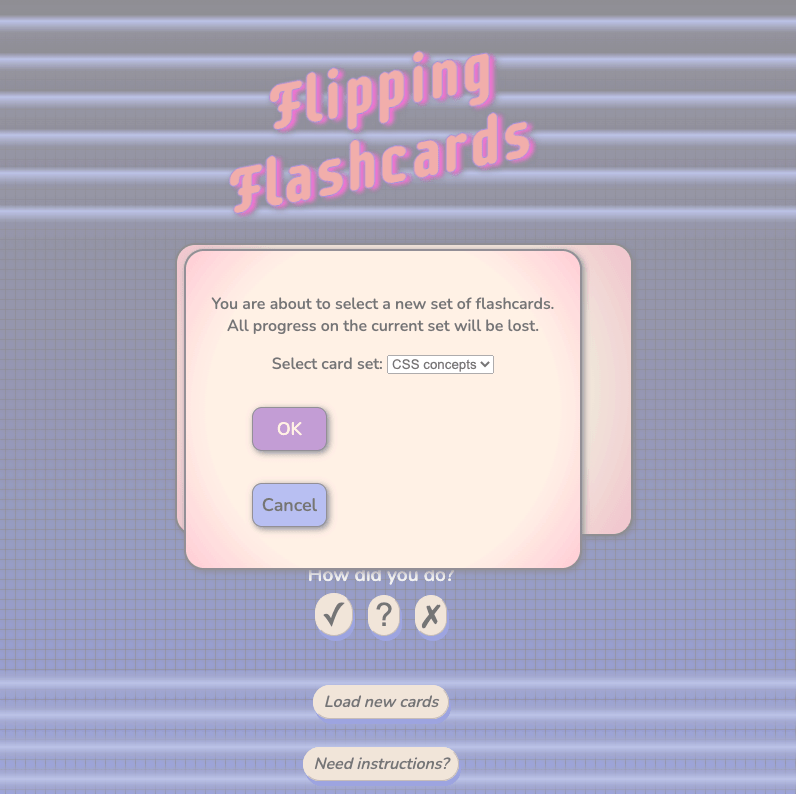 Flipping
Flashcards
You are about to select a new set of flashcards.
All progress on the current set will be lost.
Select card set: CSS concepts
OK
Cancel
How did you do?
✓ ? ✗
Load new cards
Need instructions?